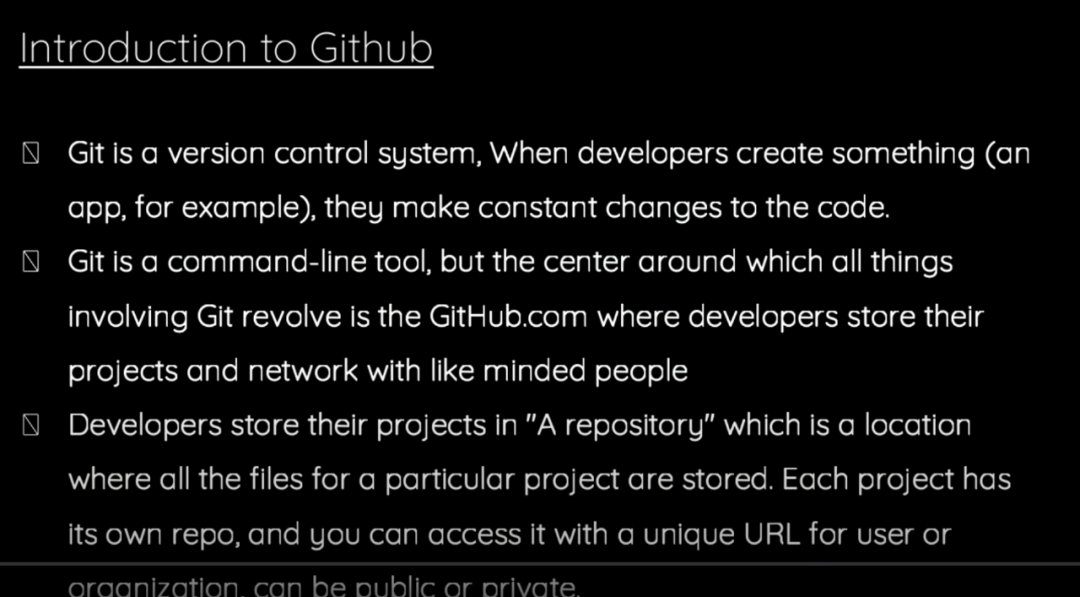 Introduction to Github
Git is a version control system, When developers create something (an
app, for example), they make constant changes to the code.
Git is a command-line tool, but the center around which all things
involving Git revolve is the GitHub.com where developers store their
projects and network with like minded people
Developers store their projects in "A repository" which is a location
where all the files for a particular project are stored. Each project has
its own repo, and you can access it with a unique URL for user or
organization, can be public or private.